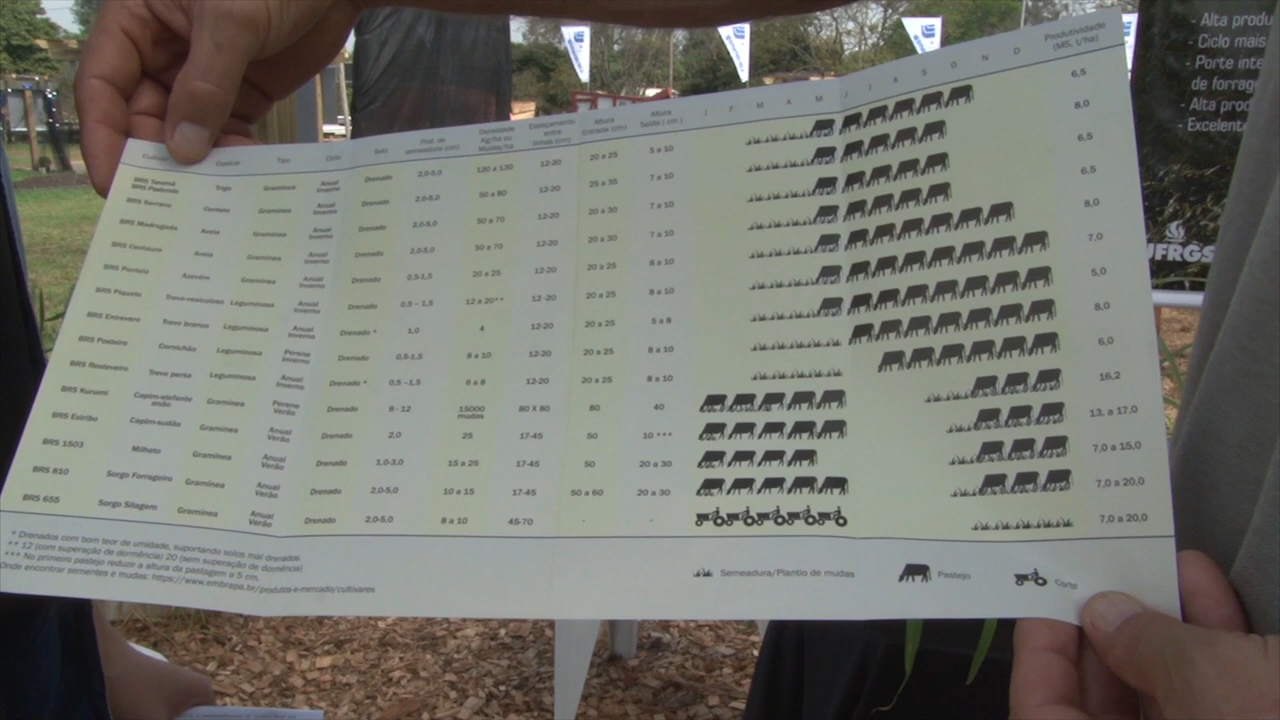 - Alta produ
- Ciclo mais
- Porte inte
de forrag
- Alta prod
- Excelent
UFRGS
Cultivar Espécie Tipo Ciclo Solo Prof. de semeadura (cm) Densidade Kg/ha ou Mudas/ha Espaçamento entre linhas (cm) Altura Entrada (cm) Altura Saída (cm) J F M A M J J A S O N D Produtividade (MS, t/ha)
BRS Tarumã BRS Pastoreio Trigo Gramínea Anual Inverno Drenado 2,0-5,0 120 a 130 12-20 20 a 25 5 a 10 6,5
BRS Serrano Centeio Gramínea Anual Inverno Drenado 2,0-5,0 50 a 80 12-20 25 a 35 7 a 10 8,0
BRS Madrugada Aveia Gramínea Anual Inverno Drenado 2,0-5,0 50 a 70 12-20 20 a 30 7 a 10 6,5
BRS Centauro Aveia Gramínea Anual Inverno Drenado 2,0-5,0 50 a 70 12-20 20 a 30 7 a 10 6,5
BRS Ponteio Azevém Gramínea Anual Inverno Drenado 0,5-1,5 20 a 25 12-20 20 a 25 8 a 10 8,0
BRS Piquete Trevo-vesiculoso Leguminosa Anual Inverno Drenado 0,5 – 1,5 12 a 20** 12 -20 20 a 25 8 a 10 7,0
BRS Entrevero Trevo branco Leguminosa Anual Inverno Drenado * 1,0 4 12-20 20 a 25 5 a 8 5,0
BRS Posteiro Cornichão Leguminosa Perene Inverno Drenado 0,5-1,5 8 a 10 12-20 20 a 25 8 a 10 8,0
BRS Resteveiro Trevo persa Leguminosa Anual Inverno Drenado * 0,5 –1,5 6 a 8 12-20 20 a 25 8 a 10 6,0
BRS Kurumi Capim-elefante anão Gramínea Perene Verão Drenado 8 - 12 15000 mudas 80 X 80 80 40 16,2
BRS Estribo Capim-sudão Gramínea Anual Verão Drenado 2,0 25 17-45 50 10 *** 13, a 17,0
BRS 1503 Milheto Gramínea Anual Verão Drenado 1,0-3,0 15 a 25 17-45 50 20 a 30 7,0 a 15,0
BRS 810 Sorgo Forrageiro Gramínea Anual Verão Drenado 2,0-5,0 10 a 15 17-45 50 a 60 20 a 30 7,0 a 20,0
BRS 655 Sorgo Silagem Gramínea Anual Verão Drenado 2,0-5,0 8 a 10 45-70 - - 7,0 a 20,0
* Drenados com bom teor de umidade, suportando solos mal drenados.
** 12 (com superação de dormência) 20 (sem superação de dormência)
*** No primeiro pastejo reduzir a altura da pastagem a 5 cm,
Onde encontrar sementes e mudas: https://www.embrapa.br/produtos-e-mercado/cultivares
Semeadura/Plantio de mudas Pastejo Corte